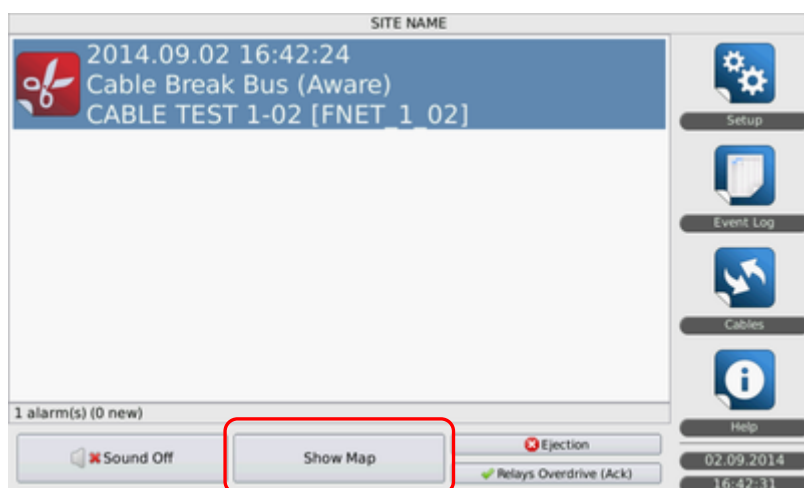 SITE NAME
2014.09.02 16:42:24
Cable Break Bus (Aware)
CABLE TEST 1-02 [FNET_1_02]
Setup
Event Log
Cables
Help
1 alarm(s) (0 new)
Sound Off
Show Map
Ejection
Relays Overdrive (Ack)
02.09.2014
16:42:31